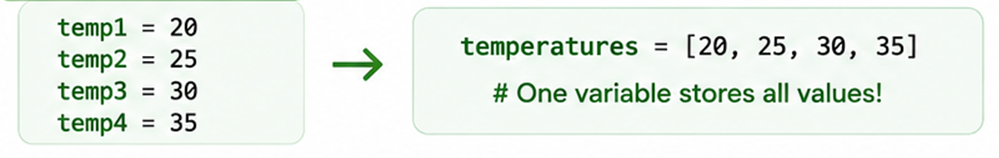 temp1 = 20
temp2 = 25
temp3 = 30
temp4 = 35
temperatures = [20, 25, 30, 35]
# One variable stores all values!